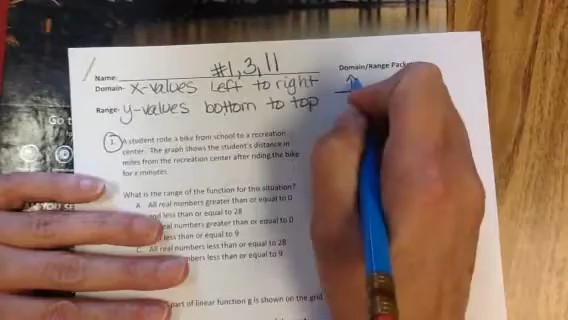 #1,3,11
Name: Domain/Range Packe
Domain- x-values Left to right
Range- y-values bottom to top
1. A student rode a bike from school to a recreation
center. The graph shows the student's distance in
miles from the recreation center after riding the bike
for x minutes.
What is the range of the function for this situation?
A. All real numbers greater than or equal to 0
and less than or equal to 28
real numbers greater than or equal to 0
less than or equal to 9
C. All real numbers less than or equal to 28
numbers less than or equal to 9
part of linear function g is shown on the grid